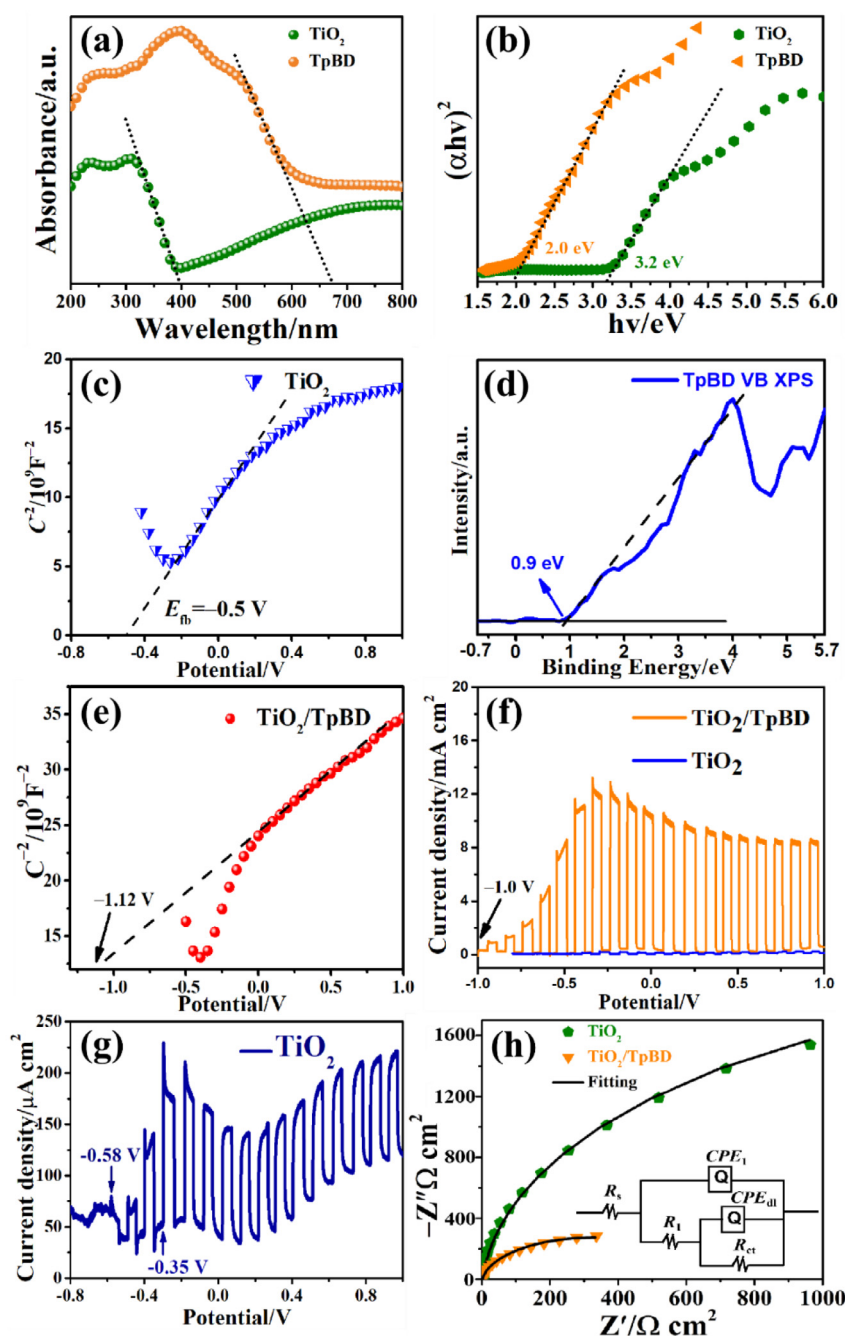 (a)
TiO2
TpBD
Absorbance/a.u.
200 300 400 500 600 700 800
Wavelength/nm
(b)
TiO2
TpBD
(αhν)2
2.0 eV
3.2 eV
1.5 2.0 2.5 3.0 3.5 4.0 4.5 5.0 5.5 6.0
hν/eV
(c)
TiO2
C−2/109F−2
20
15
10
5
0
Efb=−0.5 V
-0.8 -0.4 0.0 0.4 0.8
Potential/V
(d)
TpBD VB XPS
Intensity/a.u.
0.9 eV
-0.7 0 1 2 3 4 5 5.7
Binding Energy/eV
(e)
TiO2/TpBD
C−2/109F−2
35
30
25
20
15
−1.12 V
-1.0 -0.5 0.0 0.5 1.0
Potential/V
(f)
TiO2/TpBD
TiO2
Current density/mA cm2
16
12
8
4
0
−1.0 V
-1.0 -0.5 0.0 0.5 1.0
Potential/V
(g)
TiO2
Current density/μA cm2
250
200
150
100
50
0
-0.58 V
-0.35 V
-0.8 -0.4 0.0 0.4 0.8
Potential/V
(h)
TiO2
TiO2/TpBD
Fitting
−Z″/Ω cm2
1600
1200
800
400
0
CPE1
Q
CPEdl
Q
Rs
R1
Rct
0 200 400 600 800 1000
Z′/Ω cm2